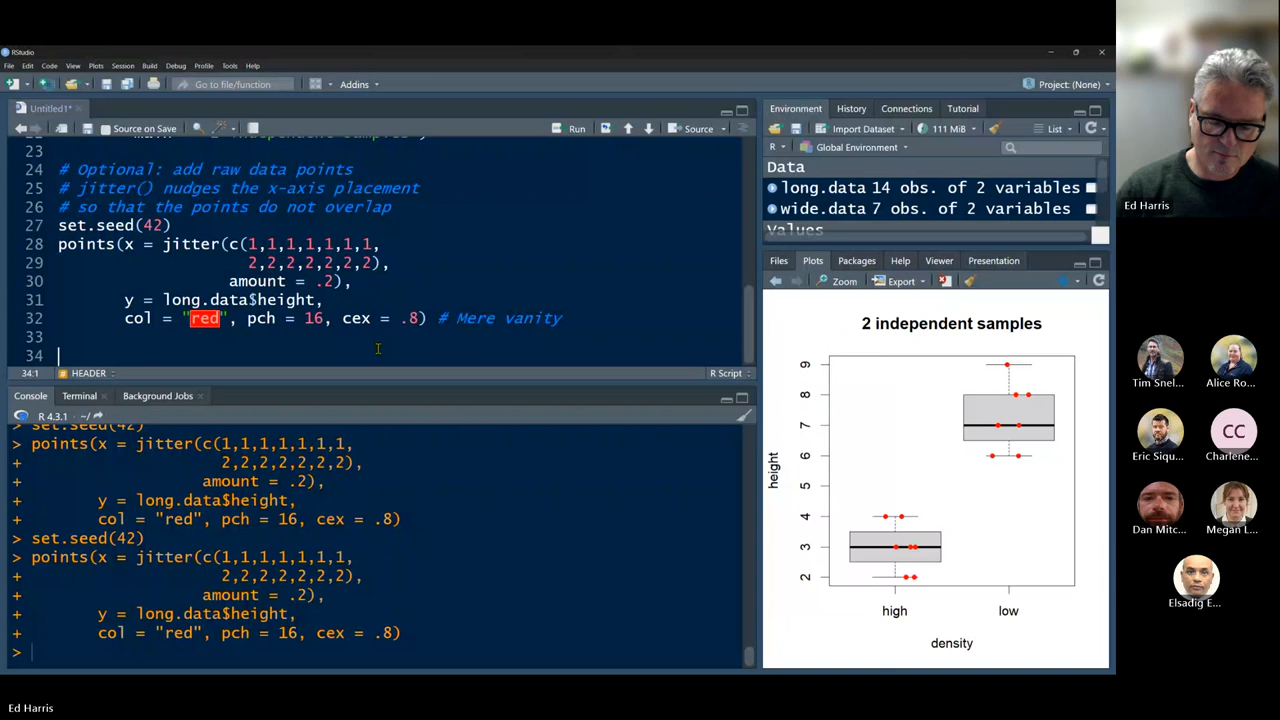 RStudio
File Edit Code View Plots Session Build Debug Profile Tools Help
Go to file/function
Addins
Project: (None)
Untitled1*
Source on Save
Run
Source
23
24 # Optional: add raw data points
25 # jitter() nudges the x-axis placement
26 # so that the points do not overlap
27 set.seed(42)
28 points(x = jitter(c(1,1,1,1,1,1,1,
29 2,2,2,2,2,2,2),
30 amount = .2),
31 y = long.data$height,
32 col = "red", pch = 16, cex = .8) # Mere vanity
33
34
34:1
# HEADER
R Script
Console Terminal Background Jobs
R 4.3.1 · ~/
> set.seed(42)
> points(x = jitter(c(1,1,1,1,1,1,1,
+ 2,2,2,2,2,2,2),
+ amount = .2),
+ y = long.data$height,
+ col = "red", pch = 16, cex = .8)
> set.seed(42)
> points(x = jitter(c(1,1,1,1,1,1,1,
+ 2,2,2,2,2,2,2),
+ amount = .2),
+ y = long.data$height,
+ col = "red", pch = 16, cex = .8)
>
Environment History Connections Tutorial
Import Dataset
111 MiB
List
R
Global Environment
Data
long.data 14 obs. of 2 variables
wide.data 7 obs. of 2 variables
Values
Files Plots Packages Help Viewer Presentation
Zoom
Export
2 independent samples
height
9
8
7
6
5
4
3
2
high low
density
Ed Harris
Tim Snel... Alice Ro...
Eric Siqu... Charlene...
Dan Mitc... Megan L...
CC
Elsadig E...
Ed Harris